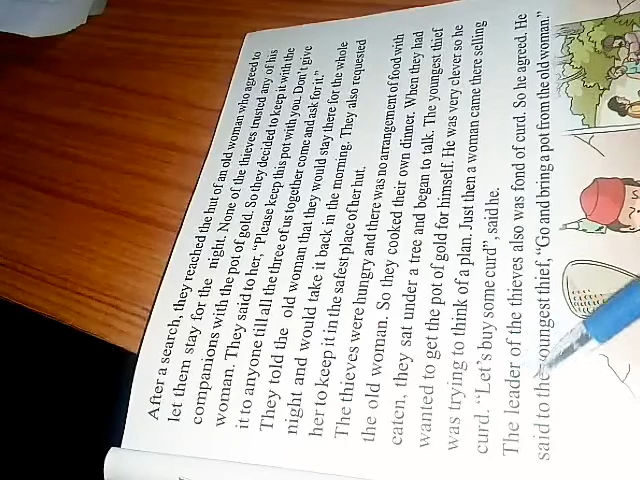 After a search, they reached the hut of an old woman who agreed to
let them stay for the night. None of the thieves trusted any of his
companions with the pot of gold. So they decided to keep it with the
woman. They said to her, “Please keep this pot with you. Don't give
it to anyone till all the three of us together come and ask for it.”
They told the old woman that they would stay there for the whole
night and would take it back in the morning. They also requested
her to keep it in the safest place of her hut.
The thieves were hungry and there was no arrangement of food with
the old woman. So they cooked their own dinner. When they had
eaten, they sat under a tree and began to talk. The youngest thief
wanted to get the pot of gold for himself. He was very clever so he
was trying to think of a plan. Just then a woman came there selling
curd. “Let's buy some curd”, said he.
The leader of the thieves also was fond of curd. So he agreed. He
said to the youngest thief, “Go and bring a pot from the old woman.”